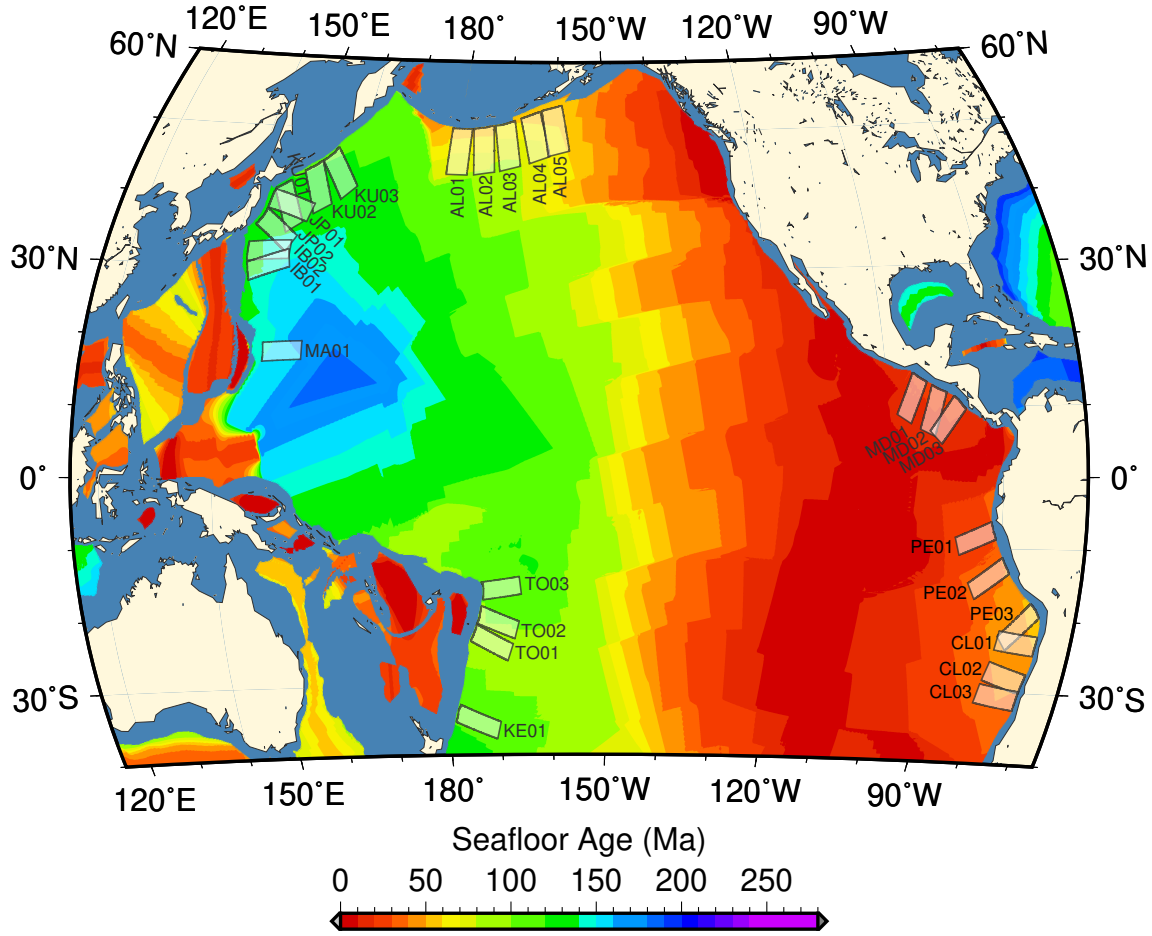 120˚E 150˚E 180˚ 150˚W 120˚W 90˚W
60˚N 60˚N
AL01 AL02 AL03 AL04 AL05
KU01
KU03
KU02
JP01
JP02
30˚N 30˚N
IB02
IB01
MA01
MD01
MD02
MD03
0˚ 0˚
PE01
TO03
PE02
PE03
TO02
CL01
TO01
CL02
CL03
30˚S 30˚S
KE01
120˚E 150˚E 180˚ 150˚W 120˚W 90˚W
Seafloor Age (Ma)
0 50 100 150 200 250